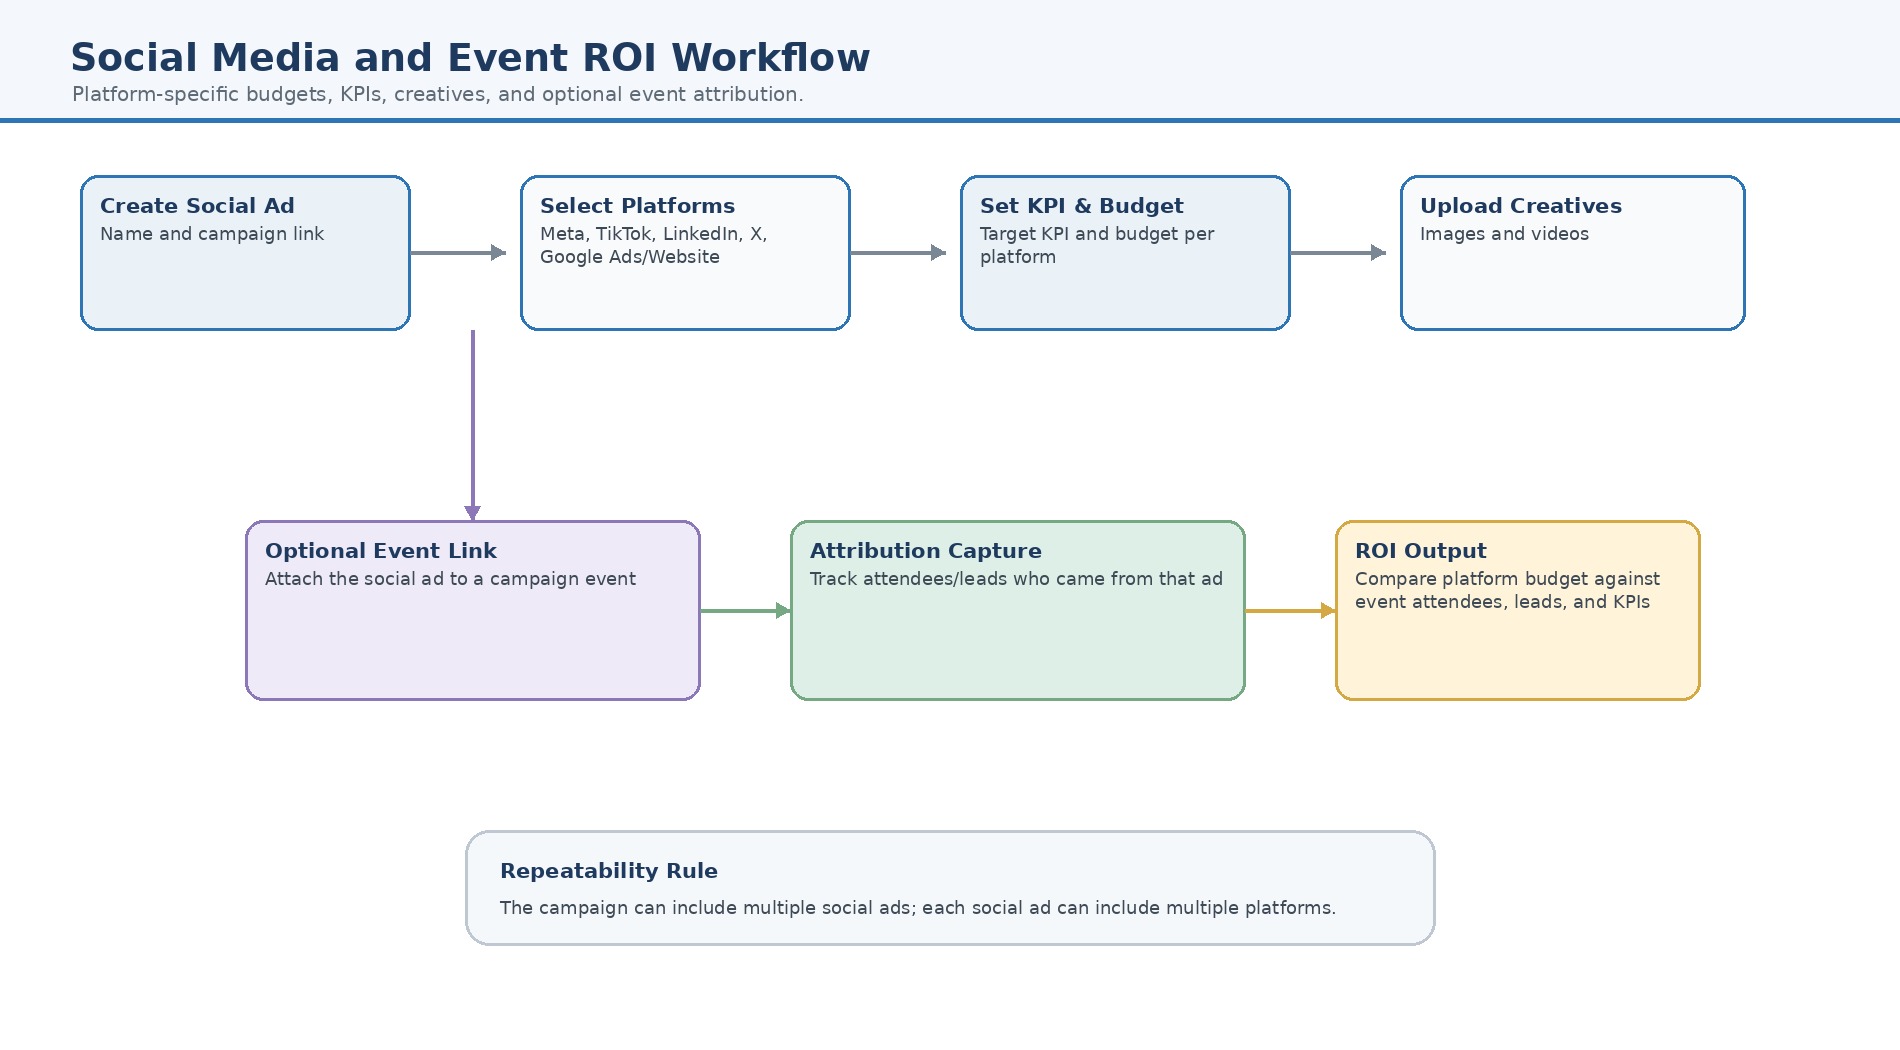 Social Media and Event ROI Workflow
Platform-specific budgets, KPIs, creatives, and optional event attribution.
Create Social Ad
Name and campaign link
Select Platforms
Meta, TikTok, LinkedIn, X,
Google Ads/Website
Set KPI & Budget
Target KPI and budget per
platform
Upload Creatives
Images and videos
Optional Event Link
Attach the social ad to a campaign event
Attribution Capture
Track attendees/leads who came from that ad
ROI Output
Compare platform budget against
event attendees, leads, and KPIs
Repeatability Rule
The campaign can include multiple social ads; each social ad can include multiple platforms.